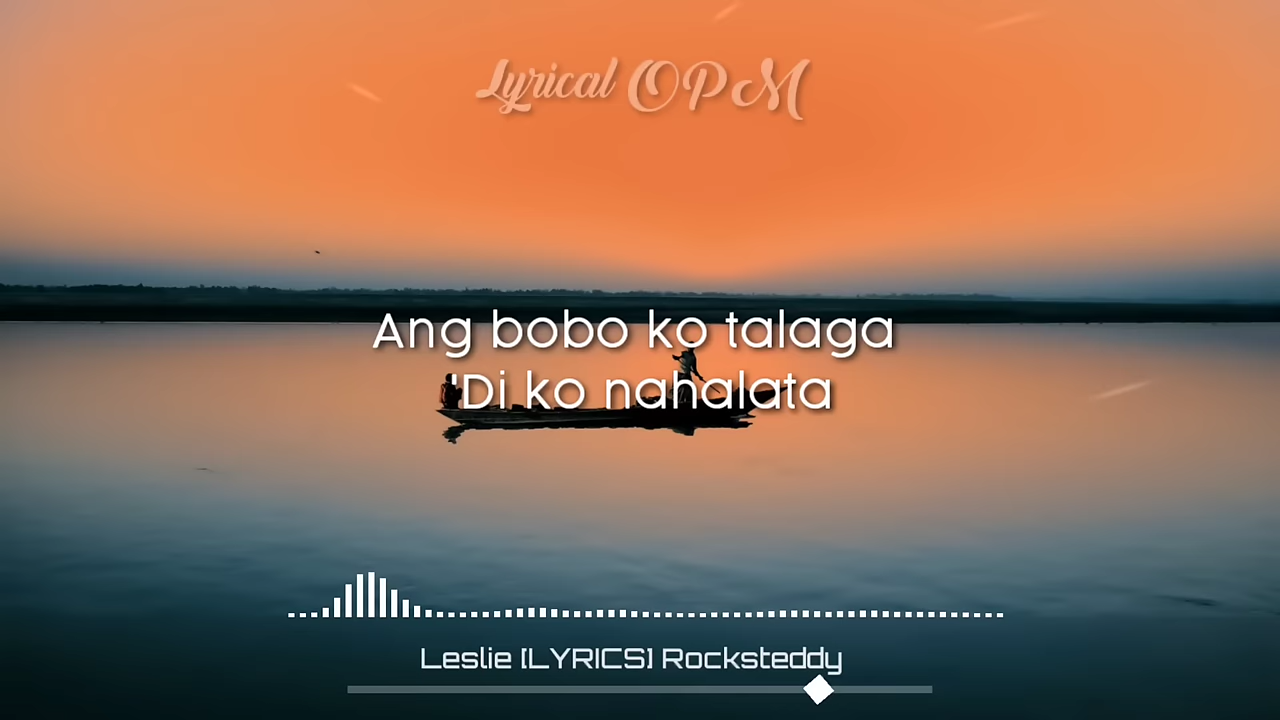 Lyrical OPM
Ang bobo ko talaga
'Di ko nahalata
Leslie [LYRICS] Rocksteddy